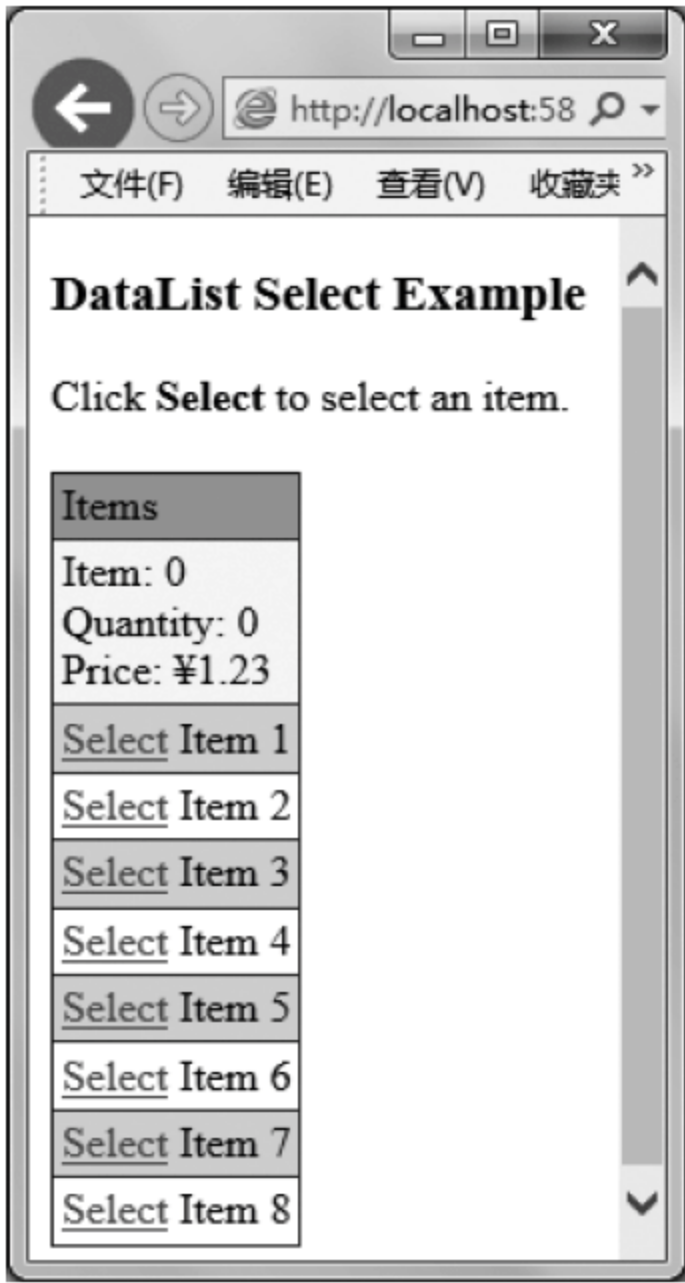 http://localhost:58
文件(F) 编辑(E) 查看(V) 收藏夹 »
DataList Select Example
Click Select to select an item.
Items
Item: 0
Quantity: 0
Price: ¥1.23
Select Item 1
Select Item 2
Select Item 3
Select Item 4
Select Item 5
Select Item 6
Select Item 7
Select Item 8